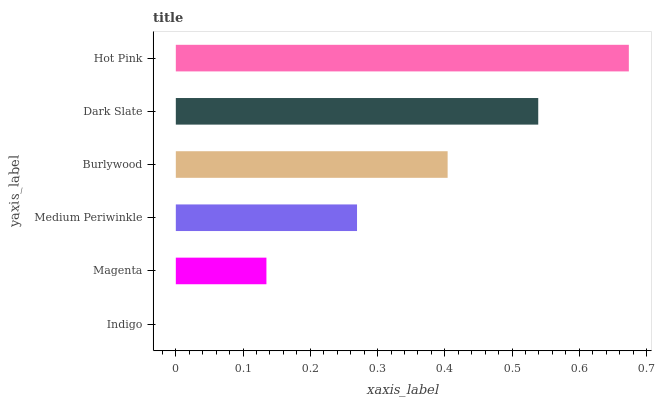 title
Hot Pink
Dark Slate
Burlywood
Medium Periwinkle
Magenta
Indigo
yaxis_label
0 0.1 0.2 0.3 0.4 0.5 0.6 0.7
xaxis_label